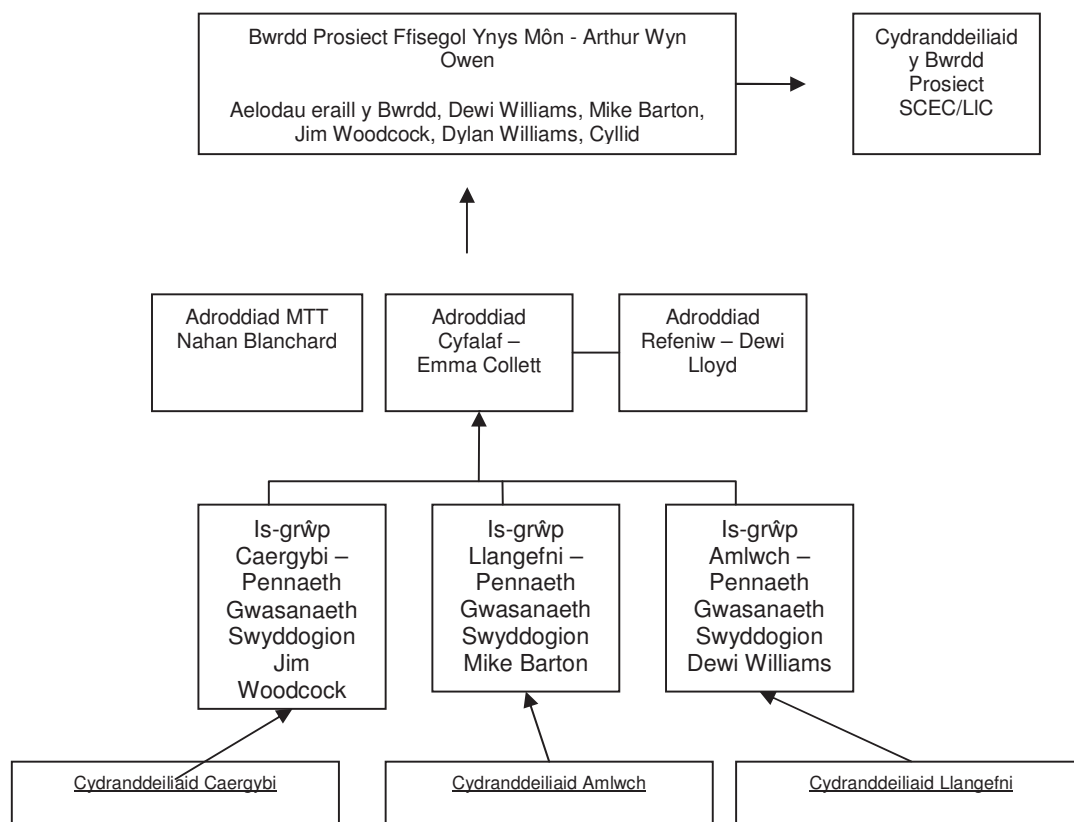 Bwrdd Prosiect Ffisegol Ynys Môn - Arthur Wyn
Owen
Aelodau eraill y Bwrdd, Dewi Williams, Mike Barton,
Jim Woodcock, Dylan Williams, Cyllid
Cydranddeiliaid
y Bwrdd
Prosiect
SCEC/LlC
Adroddiad MTT
Nahan Blanchard
Adroddiad
Cyfalaf –
Emma Collett
Adroddiad
Refeniw – Dewi
Lloyd
Is-grŵp
Caergybi –
Pennaeth
Gwasanaeth
Swyddogion
Jim
Woodcock
Is-grŵp
Llangefni –
Pennaeth
Gwasanaeth
Swyddogion
Mike Barton
Is-grŵp
Amlwch –
Pennaeth
Gwasanaeth
Swyddogion
Dewi Williams
Cydranddeiliaid Caergybi
Cydranddeiliaid Amlwch
Cydranddeiliaid Llangefni